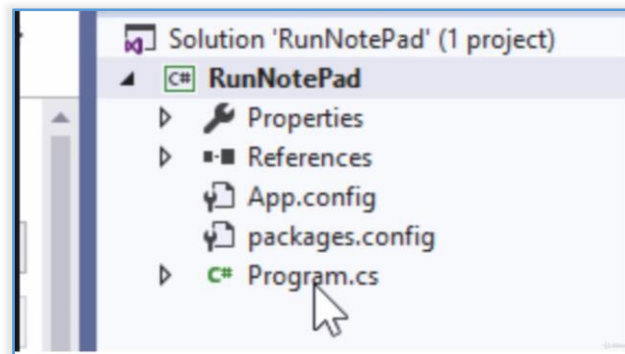 Solution 'RunNotePad' (1 project)
C# RunNotePad
Properties
References
App.config
packages.config
C# Program.cs